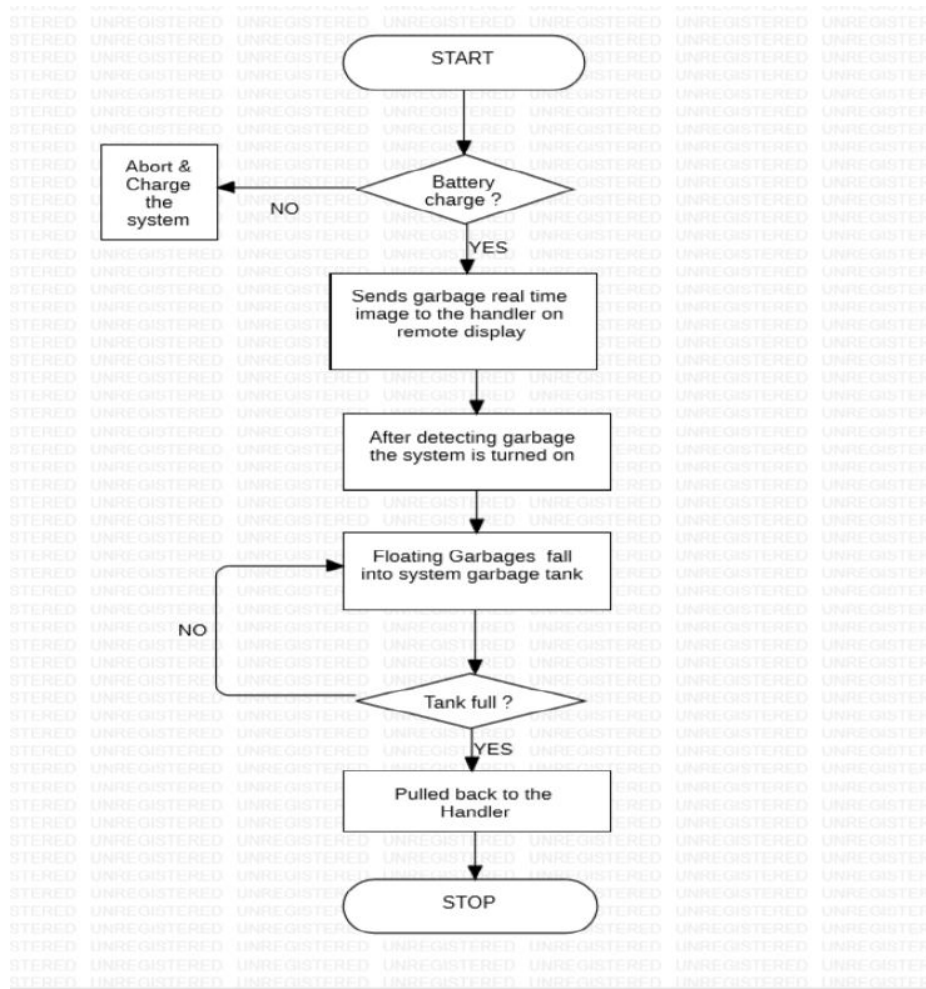 START
Battery
charge ?
Abort &
Charge
the
system
NO
YES
Sends garbage real time
image to the handler on
remote display
After detecting garbage
the system is turned on
Floating Garbages fall
into system garbage tank
NO
Tank full ?
YES
Pulled back to the
Handler
STOP